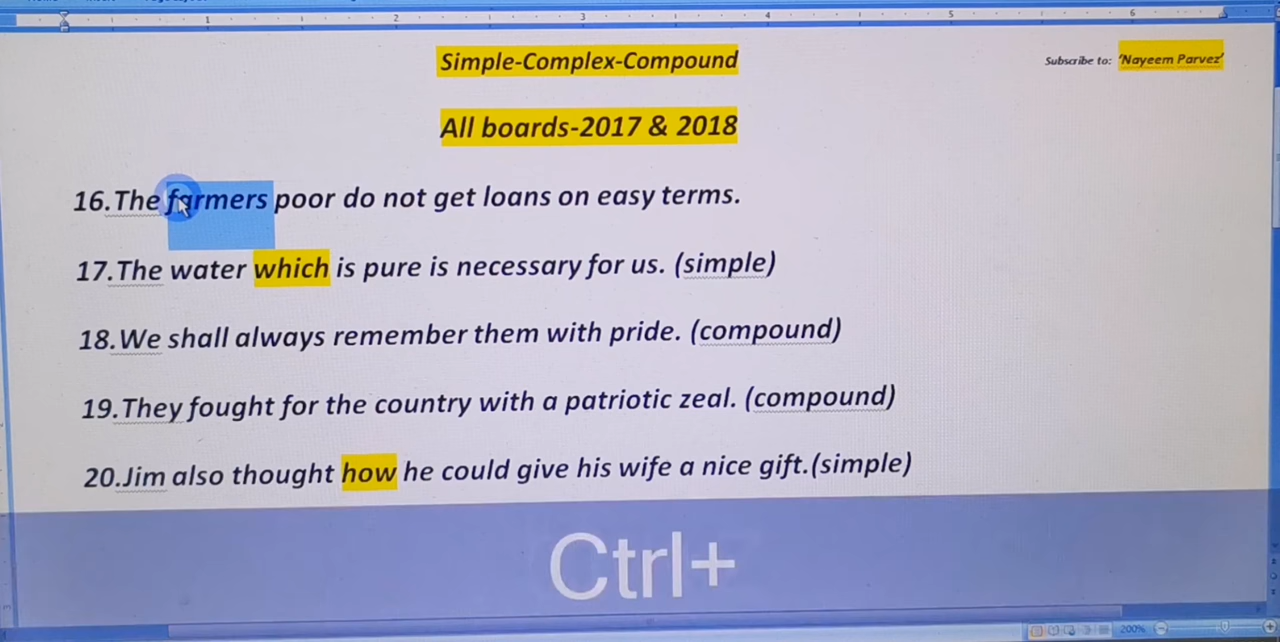 Simple-Complex-Compound
Subscribe to: 'Nayeem Parvez'
All boards-2017 & 2018
16.The farmers poor do not get loans on easy terms.
17.The water which is pure is necessary for us. (simple)
18.We shall always remember them with pride. (compound)
19.They fought for the country with a patriotic zeal. (compound)
20.Jim also thought how he could give his wife a nice gift.(simple)
Ctrl+
200%